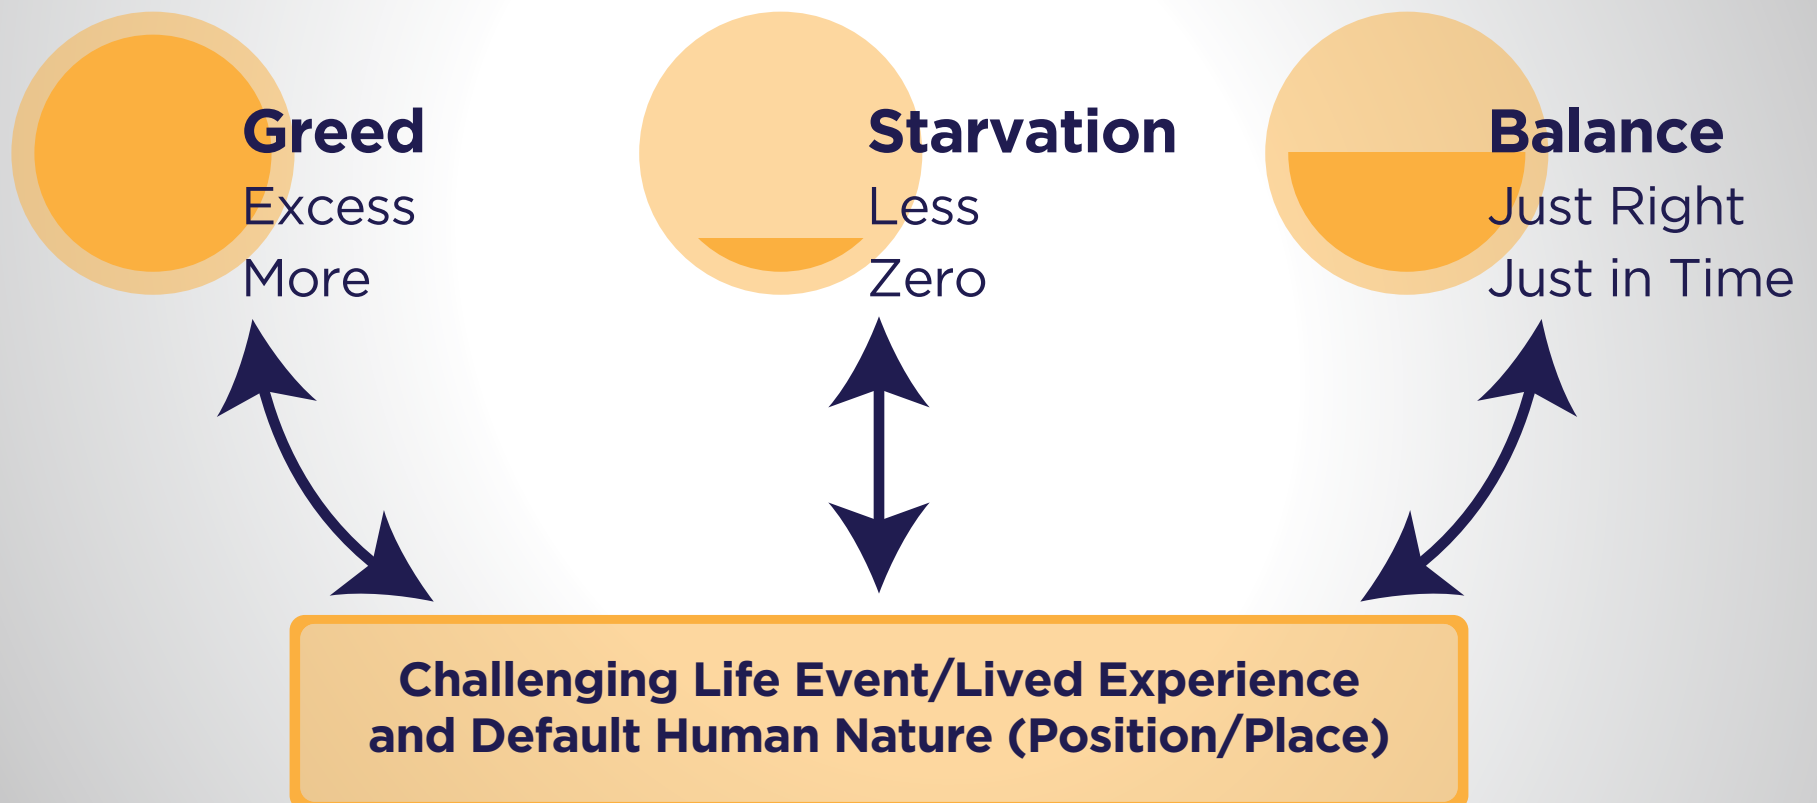 Greed
Excess
More
Starvation
Less
Zero
Balance
Just Right
Just in Time
Challenging Life Event/Lived Experience
and Default Human Nature (Position/Place)